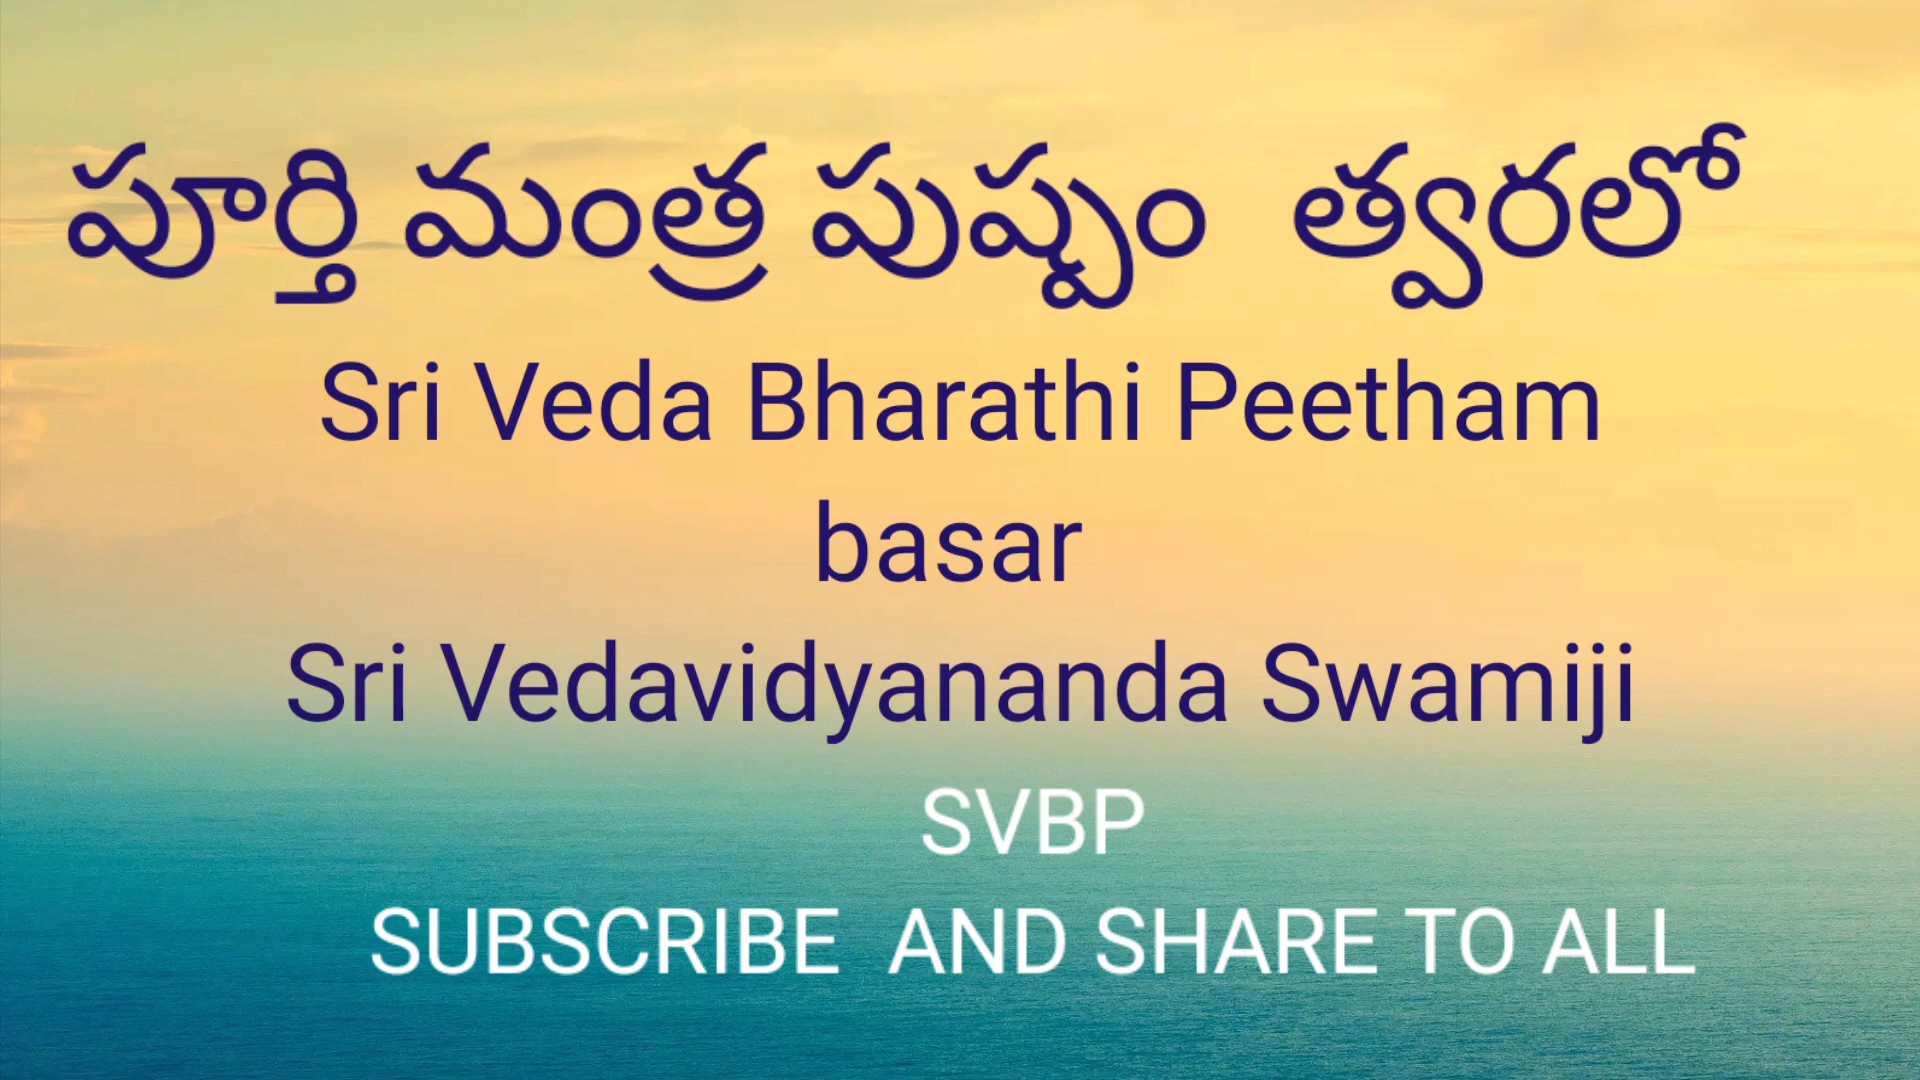 పూర్తి మంత్ర పుష్పం త్వరలో
Sri Veda Bharathi Peetham
basar
Sri Vedavidyananda Swamiji
SVBP
SUBSCRIBE AND SHARE TO ALL